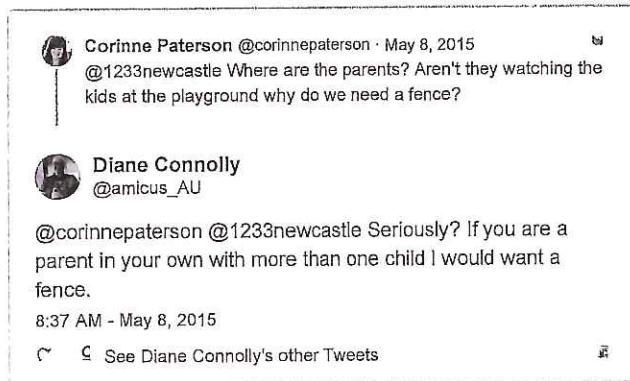 Corinne Paterson @corinnepaterson · May 8, 2015
@1233newcastle Where are the parents? Aren't they watching the
kids at the playground why do we need a fence?
Diane Connolly
@amicus_AU
@corinnepaterson @1233newcastle Seriously? If you are a
parent in your own with more than one child I would want a
fence.
8:37 AM - May 8, 2015
See Diane Connolly's other Tweets